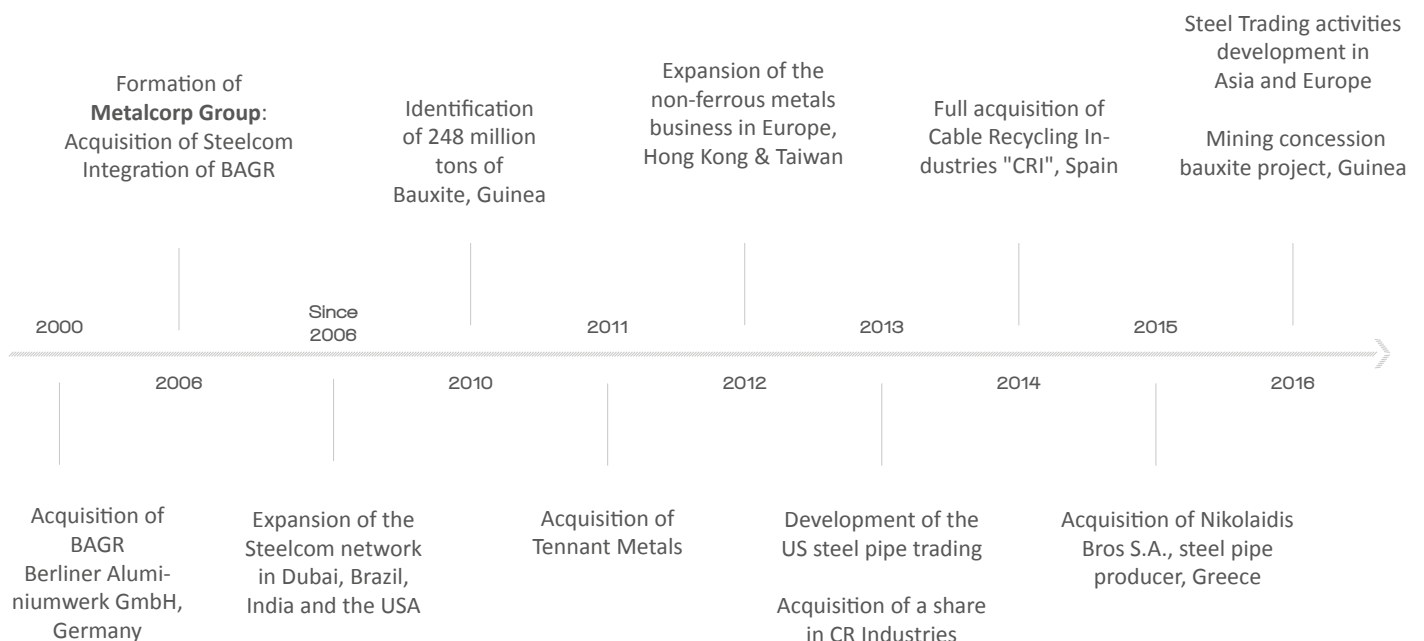 Formation of
Metalcorp Group:
Acquisition of Steelcom
Integration of BAGR
Identification
of 248 million
tons of
Bauxite, Guinea
Expansion of the
non-ferrous metals
business in Europe,
Hong Kong & Taiwan
Full acquisition of
Cable Recycling In-
dustries "CRI", Spain
Steel Trading activities
development in
Asia and Europe
Mining concession
bauxite project, Guinea
2000
Since
2006
2011
2013
2015
2006
2010
2012
2014
2016
Acquisition of
BAGR
Berliner Alumi-
niumwerk GmbH,
Germany
Expansion of the
Steelcom network
in Dubai, Brazil,
India and the USA
Acquisition of
Tennant Metals
Development of the
US steel pipe trading
Acquisition of a share
in CR Industries
Acquisition of Nikolaidis
Bros S.A., steel pipe
producer, Greece